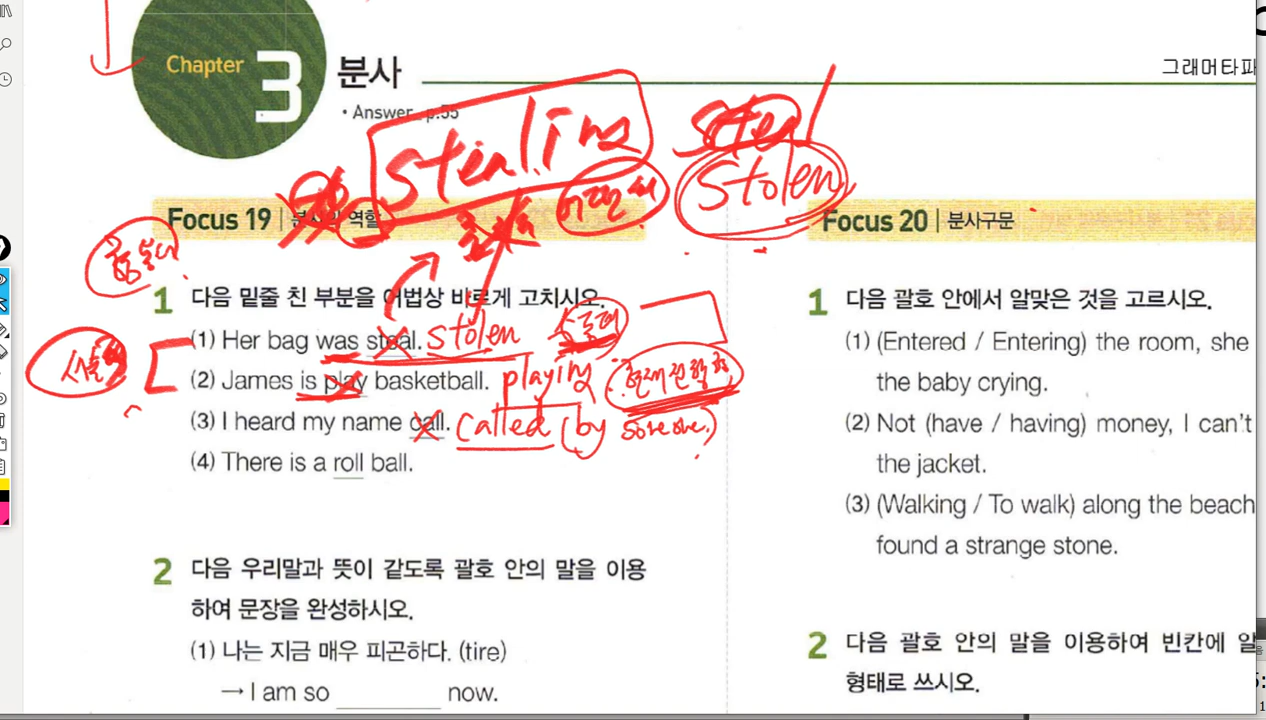 Chapter 3 분사
그래머타파
• Answer p.55
stealing
steal
stolen
Focus 19 | 분사의 역할
1 다음 밑줄 친 부분을 어법상 바르게 고치시오.
(1) Her bag was steal. stolen
(2) James is play basketball. playing 현재진행형
(3) I heard my name call. called (by someone.)
(4) There is a roll ball.
2 다음 우리말과 뜻이 같도록 괄호 안의 말을 이용
하여 문장을 완성하시오.
(1) 나는 지금 매우 피곤하다. (tire)
→ I am so ________ now.
Focus 20 | 분사구문
1 다음 괄호 안에서 알맞은 것을 고르시오.
(1) (Entered / Entering) the room, she
the baby crying.
(2) Not (have / having) money, I can't
the jacket.
(3) (Walking / To walk) along the beach
found a strange stone.
2 다음 괄호 안의 말을 이용하여 빈칸에 알
형태로 쓰시오.